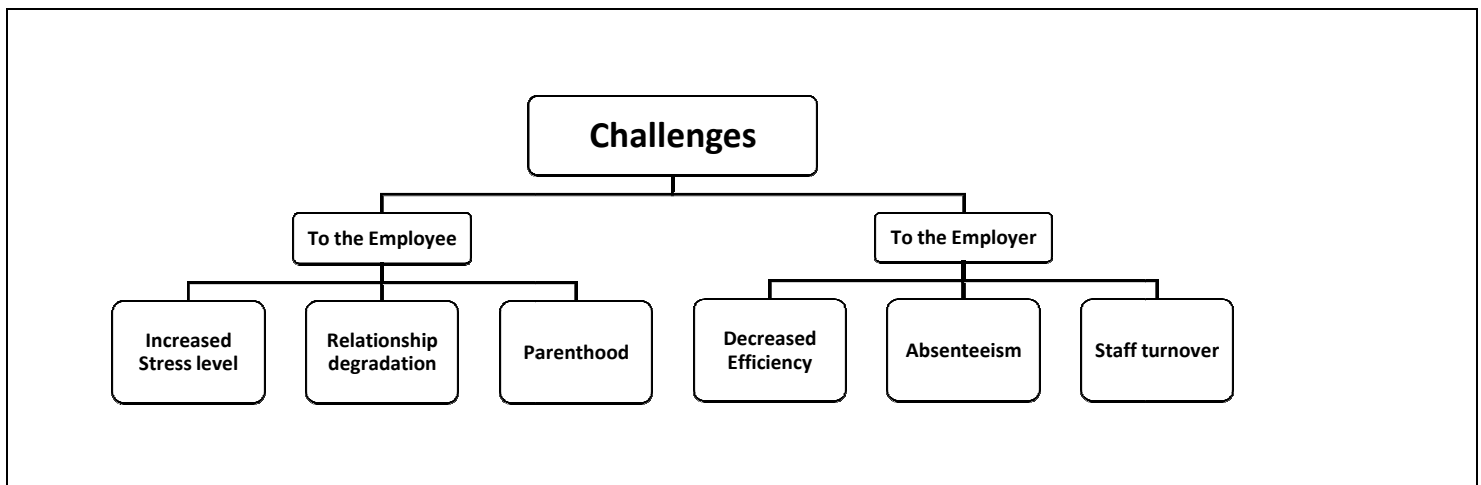 Challenges
To the Employee
To the Employer
Increased
Stress level
Relationship
degradation
Parenthood
Decreased
Efficiency
Absenteeism
Staff turnover